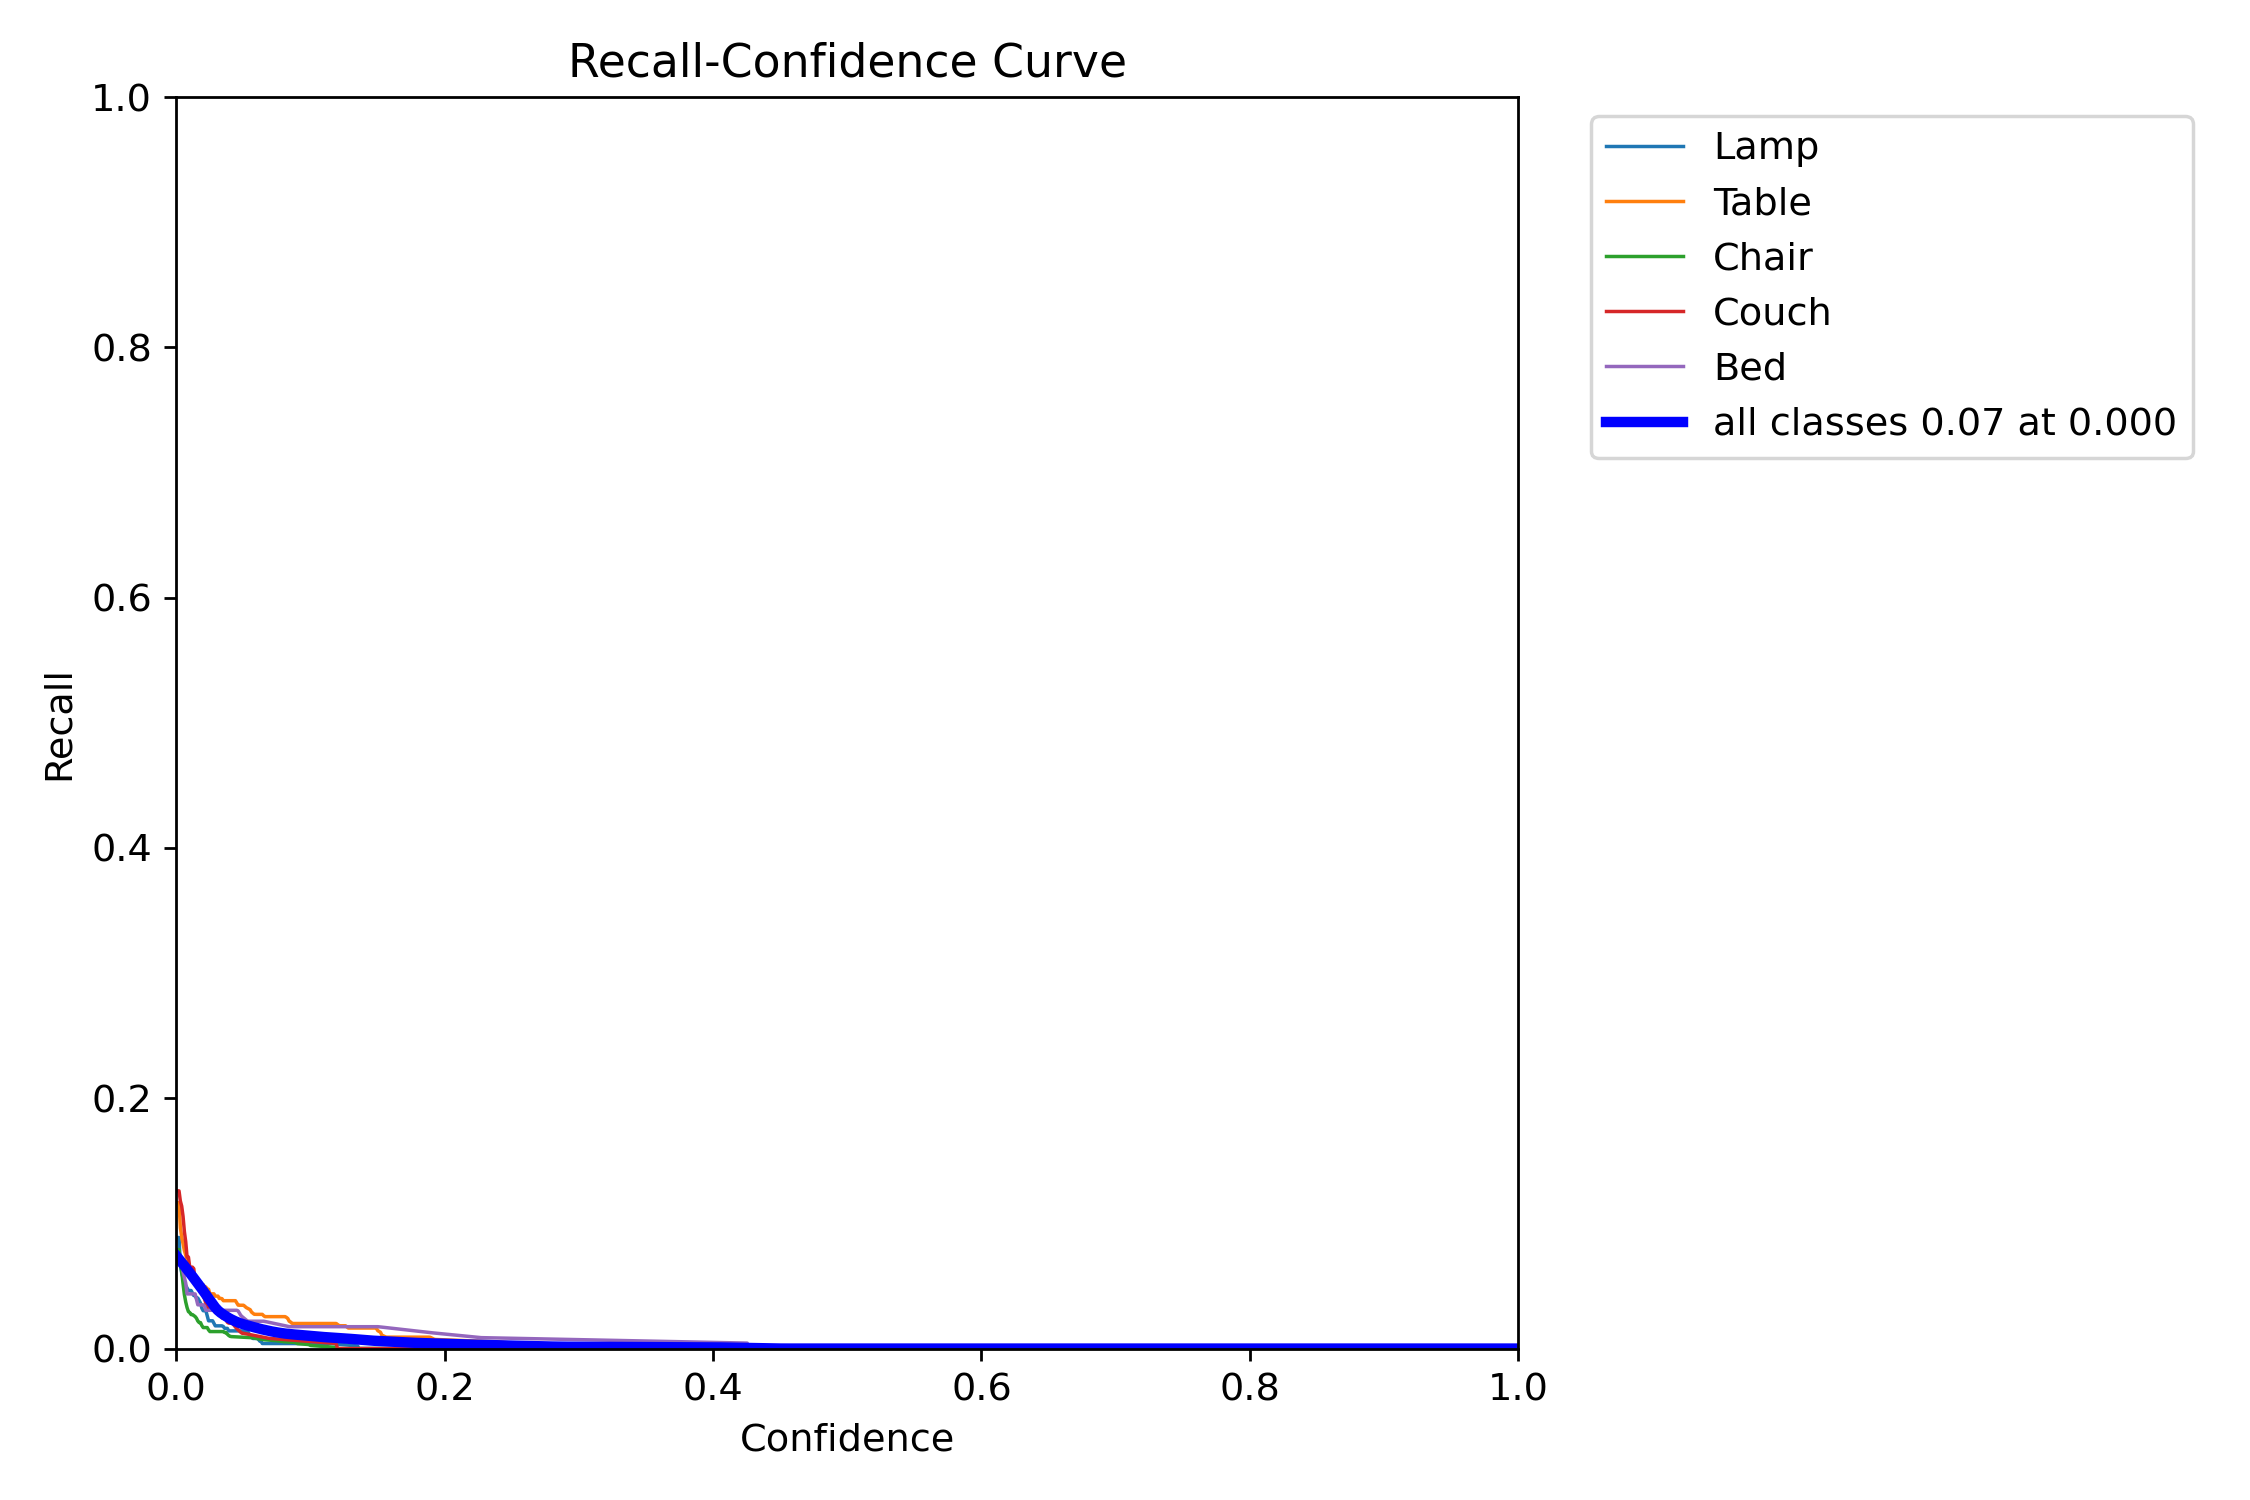 Recall-Confidence Curve
1.0
0.8
0.6
0.4
0.2
0.0
Recall
0.0 0.2 0.4 0.6 0.8 1.0
Confidence
Lamp
Table
Chair
Couch
Bed
all classes 0.07 at 0.000